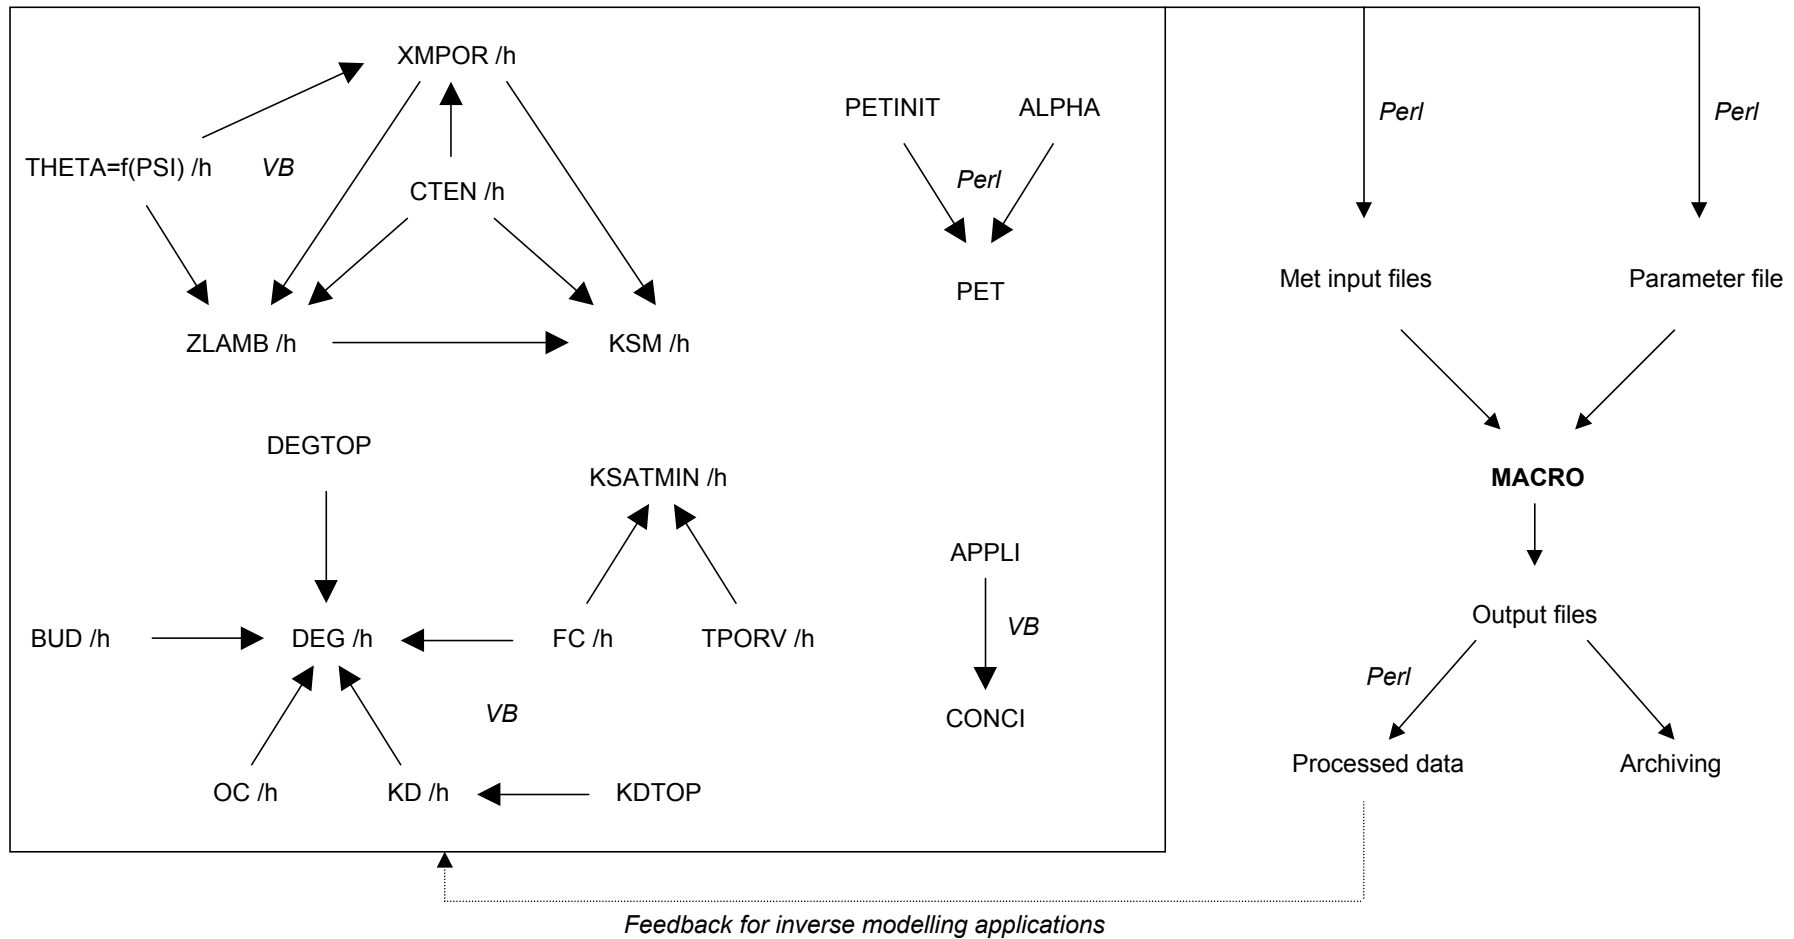 XMPOR /h
PETINIT
ALPHA
Perl
Perl
THETA=f(PSI) /h
VB
CTEN /h
Perl
PET
Met input files
Parameter file
ZLAMB /h
KSM /h
DEGTOP
KSATMIN /h
MACRO
APPLI
VB
Output files
BUD /h
DEG /h
FC /h
TPORV /h
Perl
VB
CONCI
Processed data
Archiving
OC /h
KD /h
KDTOP
Feedback for inverse modelling applications